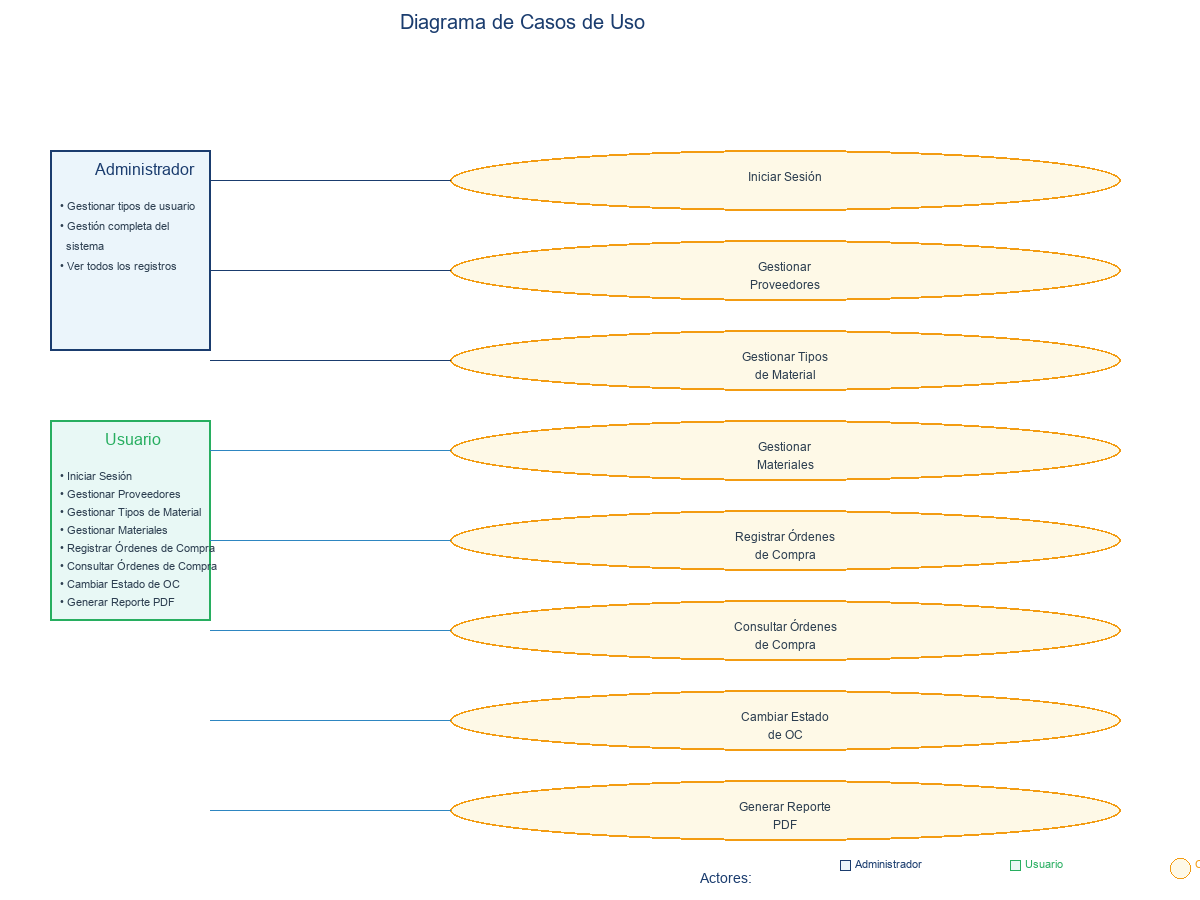 Diagrama de Casos de Uso
Administrador
• Gestionar tipos de usuario
• Gestión completa del
sistema
• Ver todos los registros
Usuario
• Iniciar Sesión
• Gestionar Proveedores
• Gestionar Tipos de Material
• Gestionar Materiales
• Registrar Órdenes de Compra
• Consultar Órdenes de Compra
• Cambiar Estado de OC
• Generar Reporte PDF
Iniciar Sesión
Gestionar
Proveedores
Gestionar Tipos
de Material
Gestionar
Materiales
Registrar Órdenes
de Compra
Consultar Órdenes
de Compra
Cambiar Estado
de OC
Generar Reporte
PDF
Actores:
Administrador
Usuario